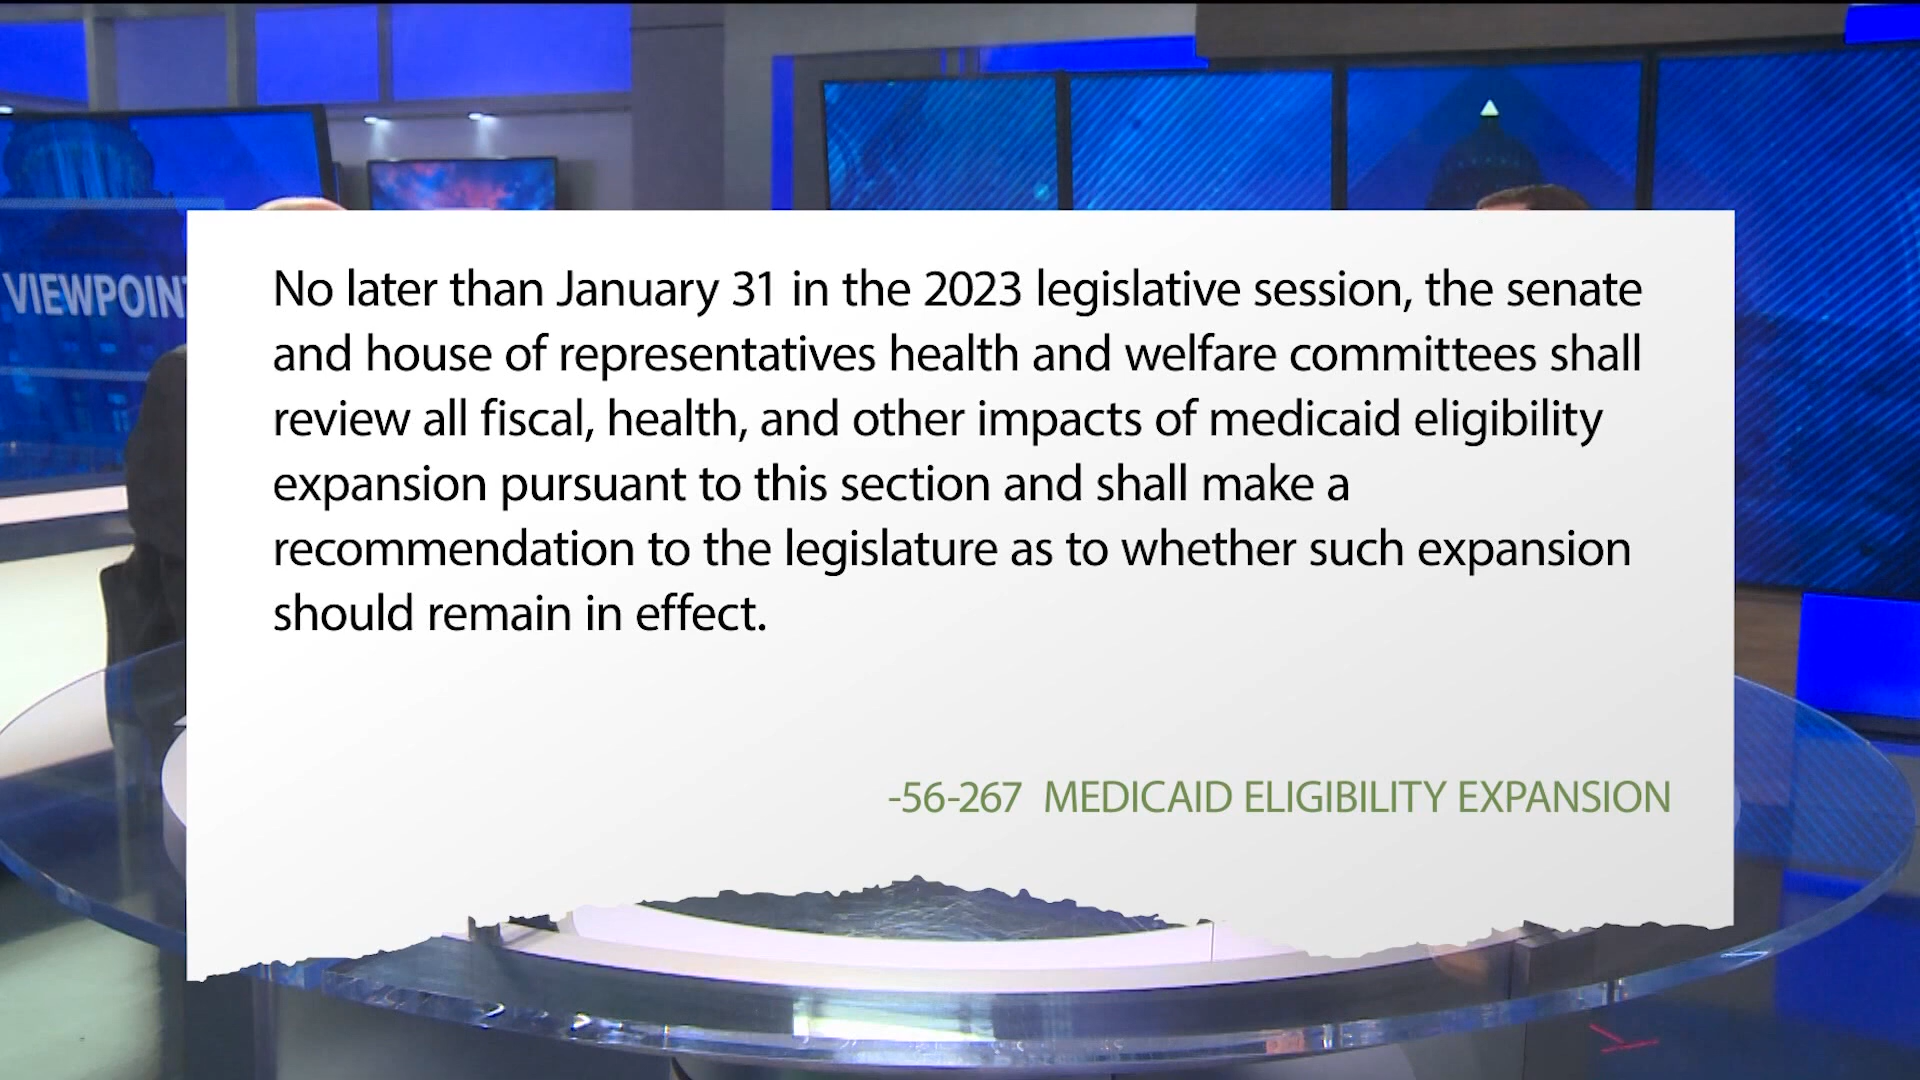 VIEWPOIN
No later than January 31 in the 2023 legislative session, the senate
and house of representatives health and welfare committees shall
review all fiscal, health, and other impacts of medicaid eligibility
expansion pursuant to this section and shall make a
recommendation to the legislature as to whether such expansion
should remain in effect.
-56-267 MEDICAID ELIGIBILITY EXPANSION